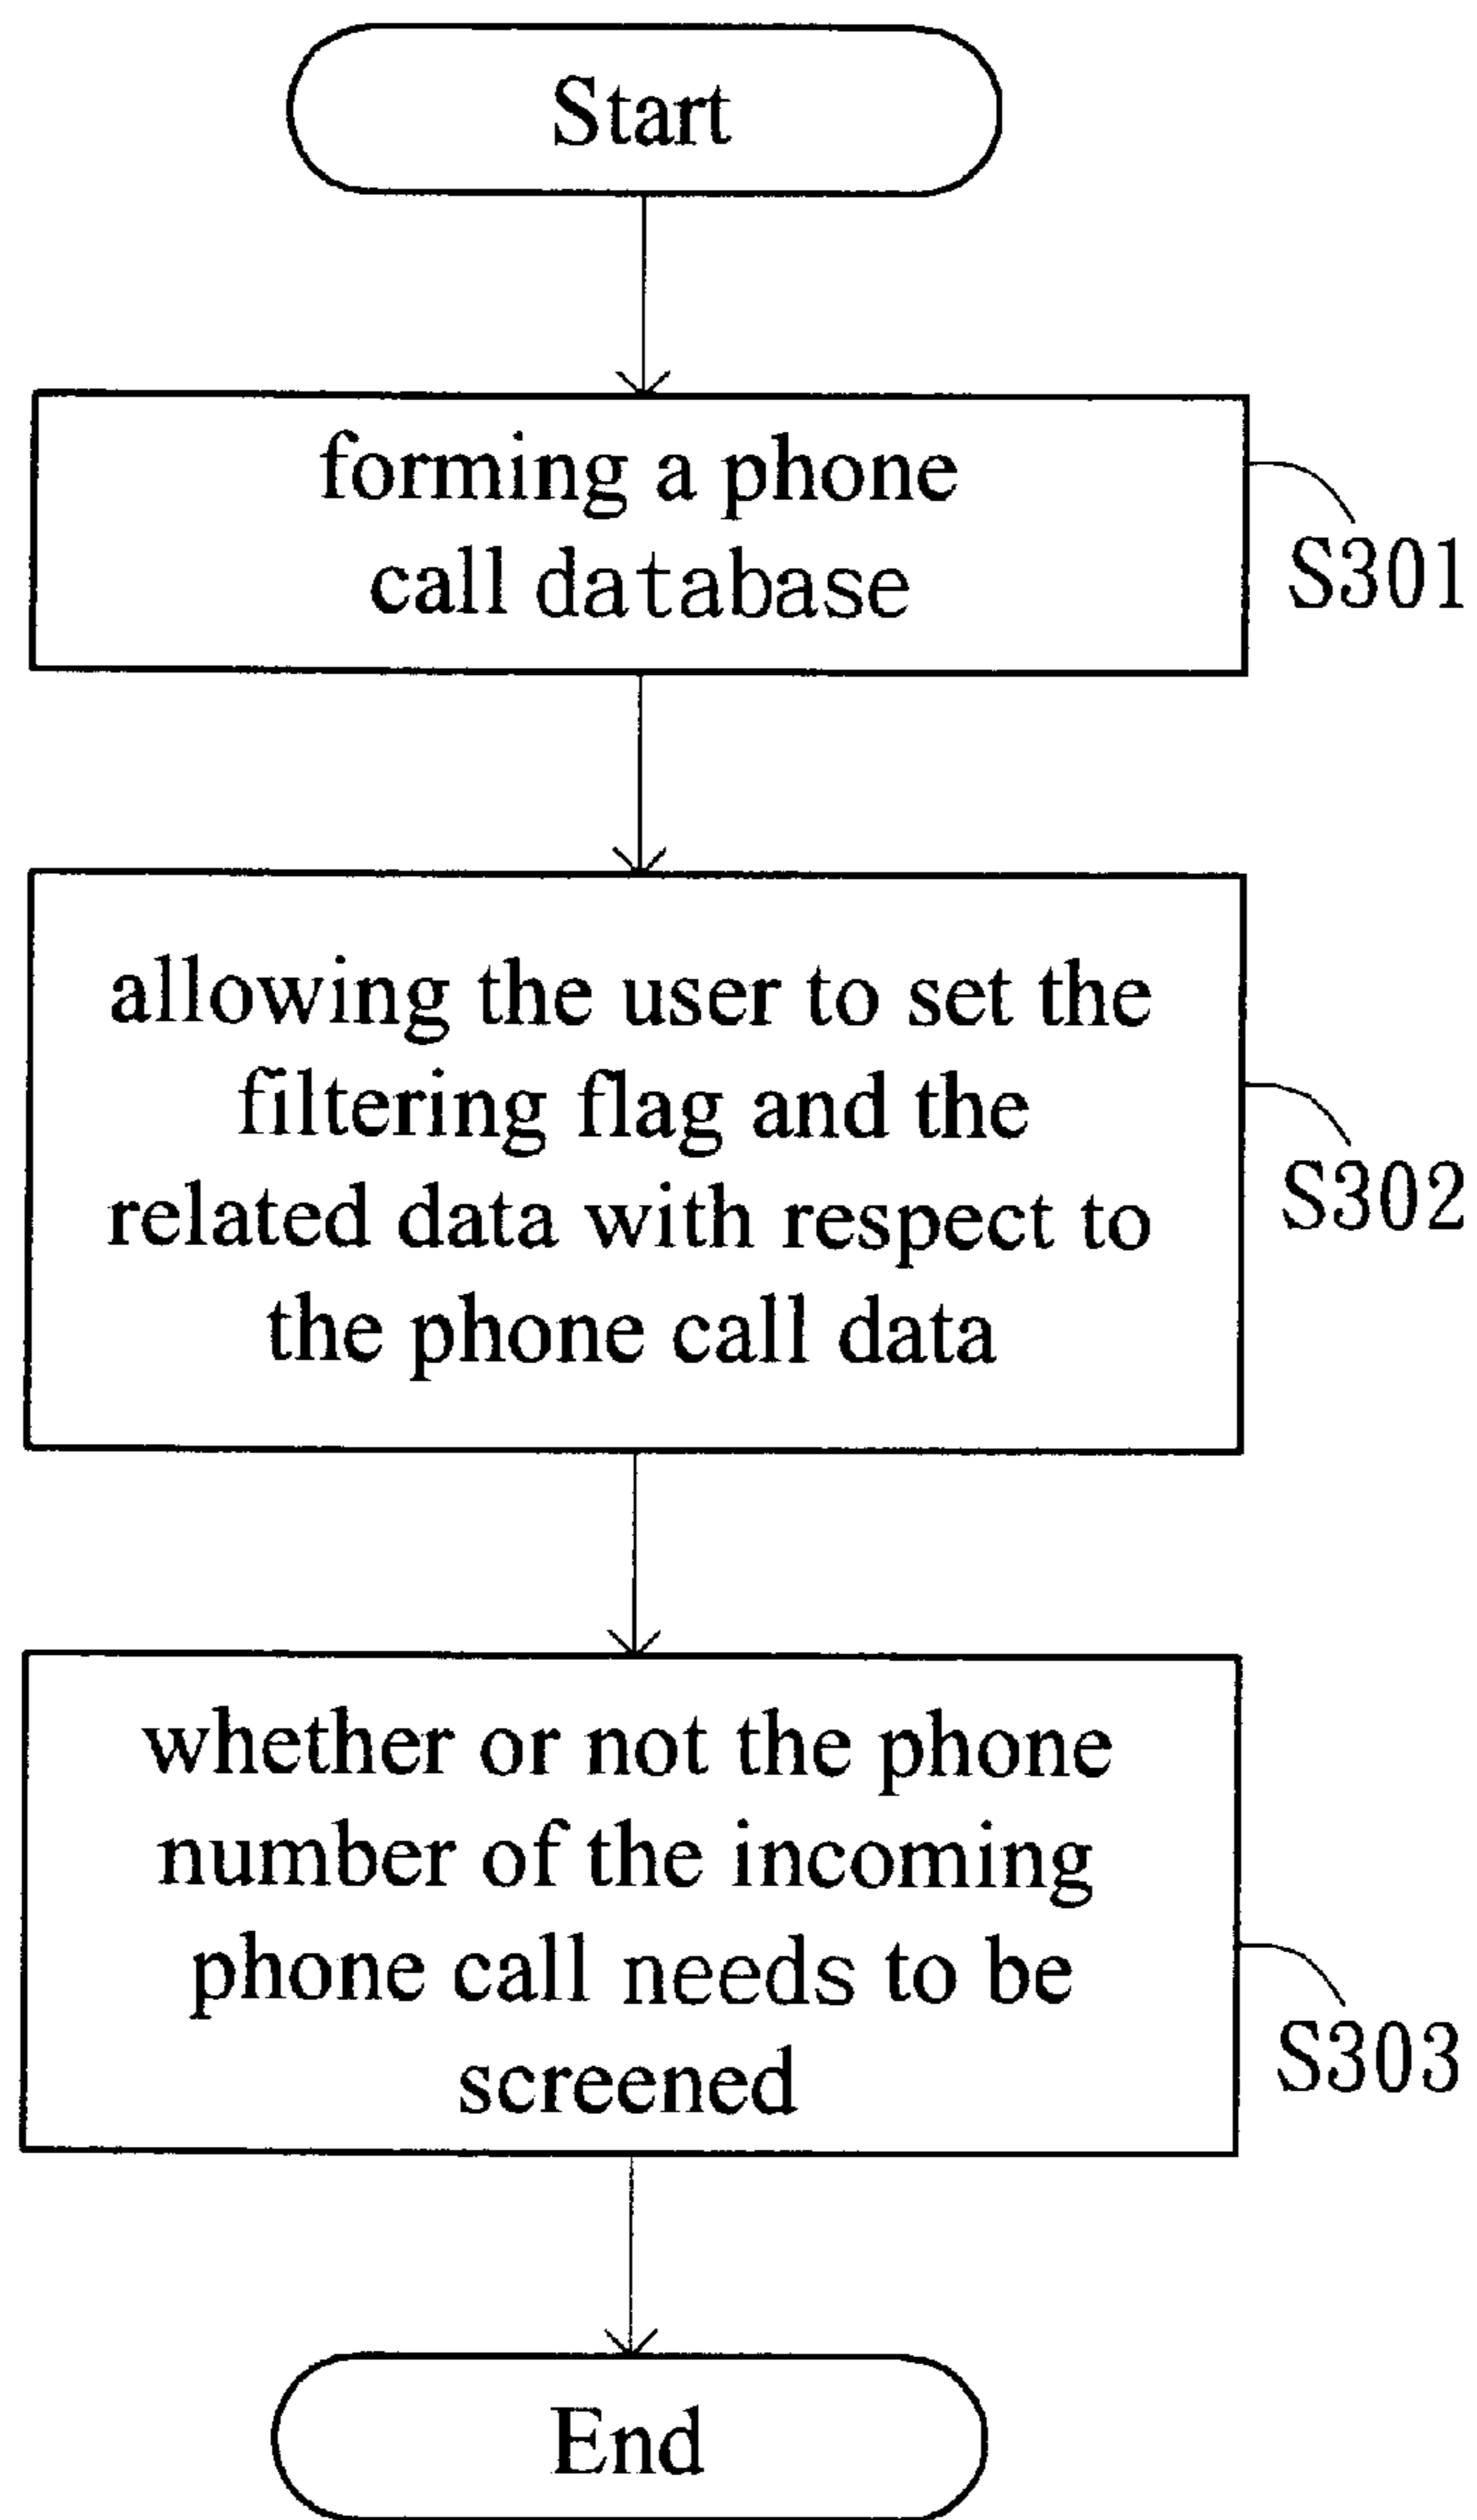 Start
forming a phone
call database
S301
allowing the user to set the
filtering flag and the
related data with respect to
the phone call data
S302
whether or not the phone
number of the incoming
phone call needs to be
screened
S303
End